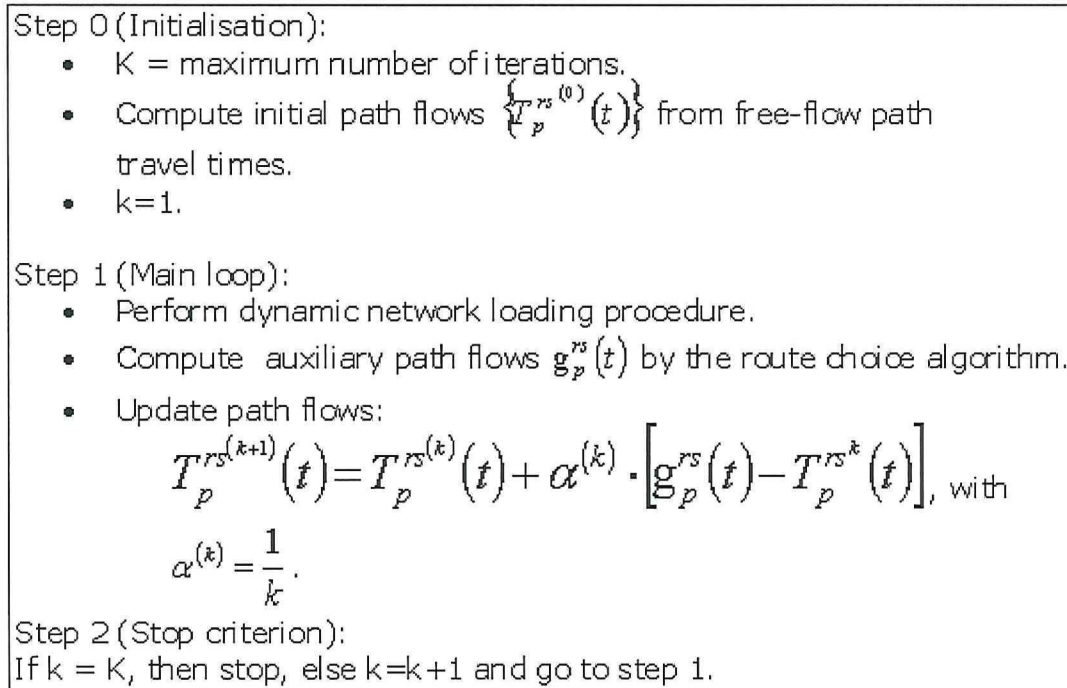 Step 0 (Initialisation):
• K = maximum number of iterations.
• Compute initial path flows {T_p^{rs^{(0)}}(t)} from free-flow path
travel times.
• k=1.
Step 1 (Main loop):
• Perform dynamic network loading procedure.
• Compute auxiliary path flows g_p^{rs}(t) by the route choice algorithm.
• Update path flows:
T_p^{rs^{(k+1)}}(t) = T_p^{rs^{(k)}}(t) + α^{(k)} · [g_p^{rs}(t) − T_p^{rs^k}(t)], with
α^{(k)} = 1/k .
Step 2 (Stop criterion):
If k = K, then stop, else k=k+1 and go to step 1.